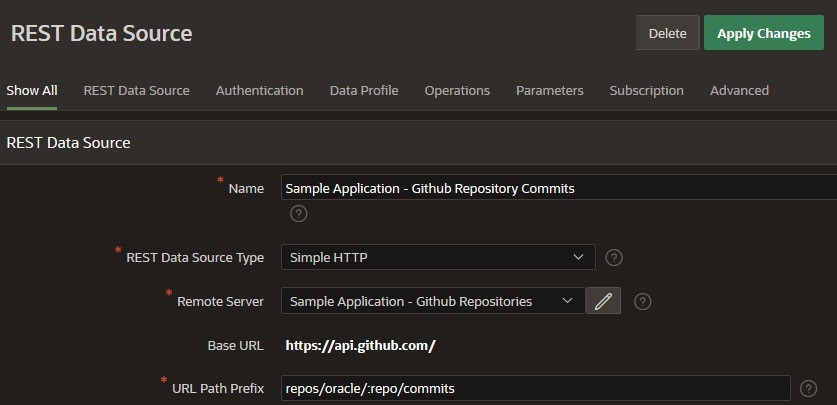 REST Data Source
Delete
Apply Changes
Show All REST Data Source Authentication Data Profile Operations Parameters Subscription Advanced
REST Data Source
* Name Sample Application - Github Repository Commits
?
* REST Data Source Type Simple HTTP ?
* Remote Server Sample Application - Github Repositories ?
Base URL https://api.github.com/
* URL Path Prefix repos/oracle/:repo/commits ?